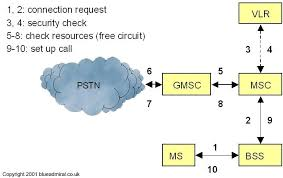 1, 2: connection request
3, 4: security check
5-8: check resources (free circuit)
9-10: set up call
VLR
3 4
6 5
PSTN GMSC MSC
7 8
2 9
1
MS BSS
10
Copyright 2001 blueadmiral.co.uk